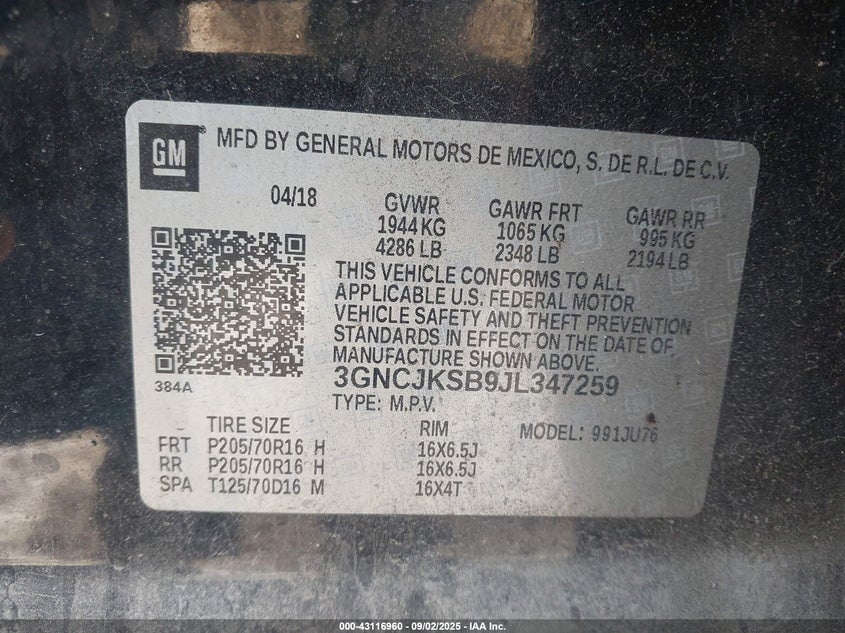 GM® MFD BY GENERAL MOTORS DE MEXICO, S. DE R.L. DE C.V.
04/18 GVWR GAWR FRT GAWR RR
1944 KG 1065 KG 995 KG
4286 LB 2348 LB 2194 LB
THIS VEHICLE CONFORMS TO ALL
APPLICABLE U.S. FEDERAL MOTOR
VEHICLE SAFETY AND THEFT PREVENTION
STANDARDS IN EFFECT ON THE DATE OF
MANUFACTURE SHOWN ABOVE.
384A 3GNCJKSB9JL347259
TYPE: M.P.V.
TIRE SIZE RIM MODEL: 991JU76
FRT P205/70R16 H 16X6.5J
RR P205/70R16 H 16X6.5J
SPA T125/70D16 M 16X4T
000-43116960 - 09/02/2025 - IAA Inc.